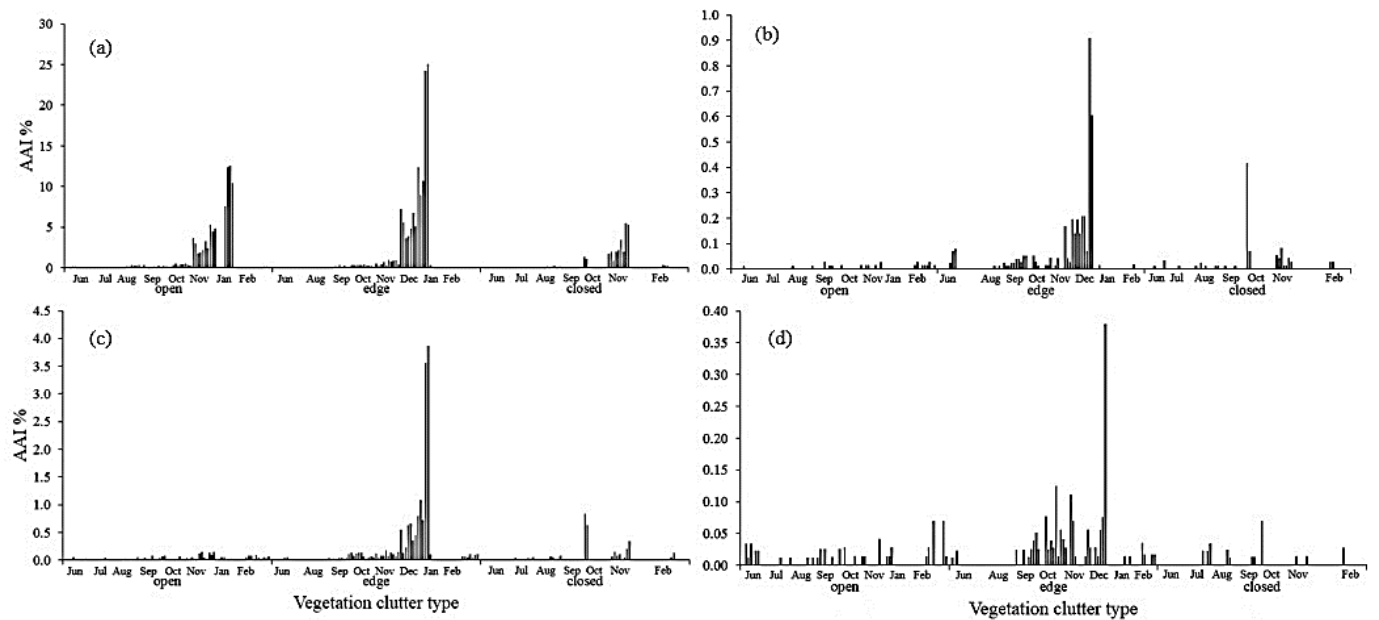 (a)
AAI %
30
25
20
15
10
5
0
Jun Jul Aug Sep Oct Nov Jan Feb Jun Aug Sep Oct Nov Dec Jan Feb Jun Jul Aug Sep Oct Nov Feb
open edge closed
(b)
1.0
0.9
0.8
0.7
0.6
0.5
0.4
0.3
0.2
0.1
0.0
Jun Aug Sep Oct Nov Jan Feb Jun Aug Sep Oct Nov Dec Jan Feb Jun Jul Aug Sep Oct Nov Feb
open edge closed
(c)
AAI %
4.5
4.0
3.5
3.0
2.5
2.0
1.5
1.0
0.5
0.0
Jun Jul Aug Sep Oct Nov Jan Feb Jun Aug Sep Oct Nov Dec Jan Feb Jun Jul Aug Sep Oct Nov Feb
open edge closed
Vegetation clutter type
(d)
0.40
0.35
0.30
0.25
0.20
0.15
0.10
0.05
0.00
Jun Jul Aug Sep Oct Nov Jan Feb Jun Aug Sep Oct Nov Dec Jan Feb Jun Jul Aug Sep Oct Nov Feb
open edge closed
Vegetation clutter type